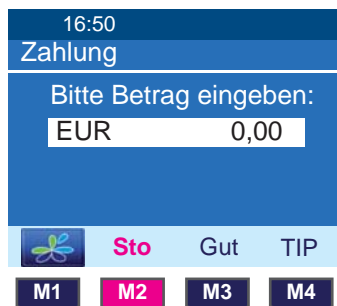 16:50
Zahlung
Bitte Betrag eingeben:
EUR 0,00
Sto Gut TIP
M1 M2 M3 M4